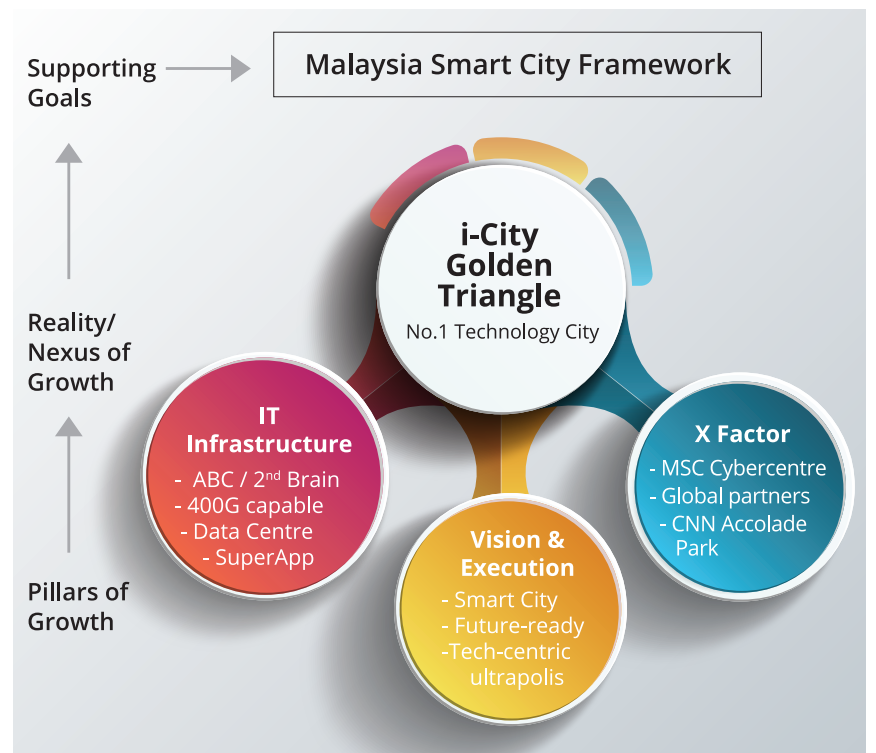 Supporting
Goals
Malaysia Smart City Framework
i-City
Golden
Triangle
No.1 Technology City
Reality/
Nexus of
Growth
IT
Infrastructure
- ABC / 2nd Brain
- 400G capable
- Data Centre
- SuperApp
X Factor
- MSC Cybercentre
- Global partners
- CNN Accolade
Park
Vision &
Execution
- Smart City
- Future-ready
-Tech-centric
ultrapolis
Pillars of
Growth